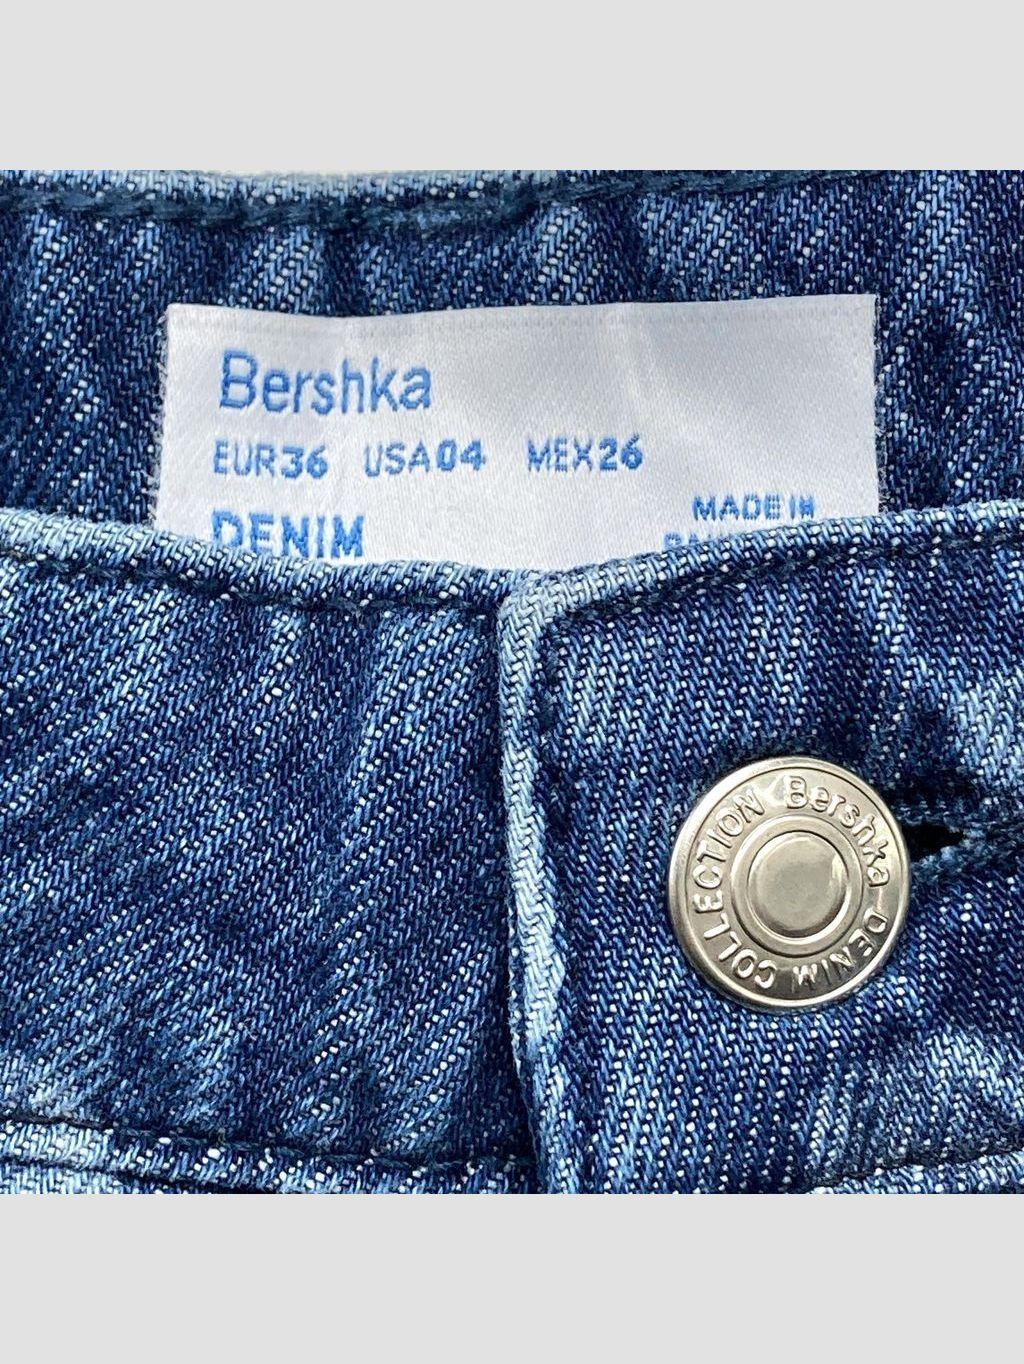 Bershka
EUR36 USA04 MEX26
DENIM
MADE IN
Bershka DENIM COLLECTION